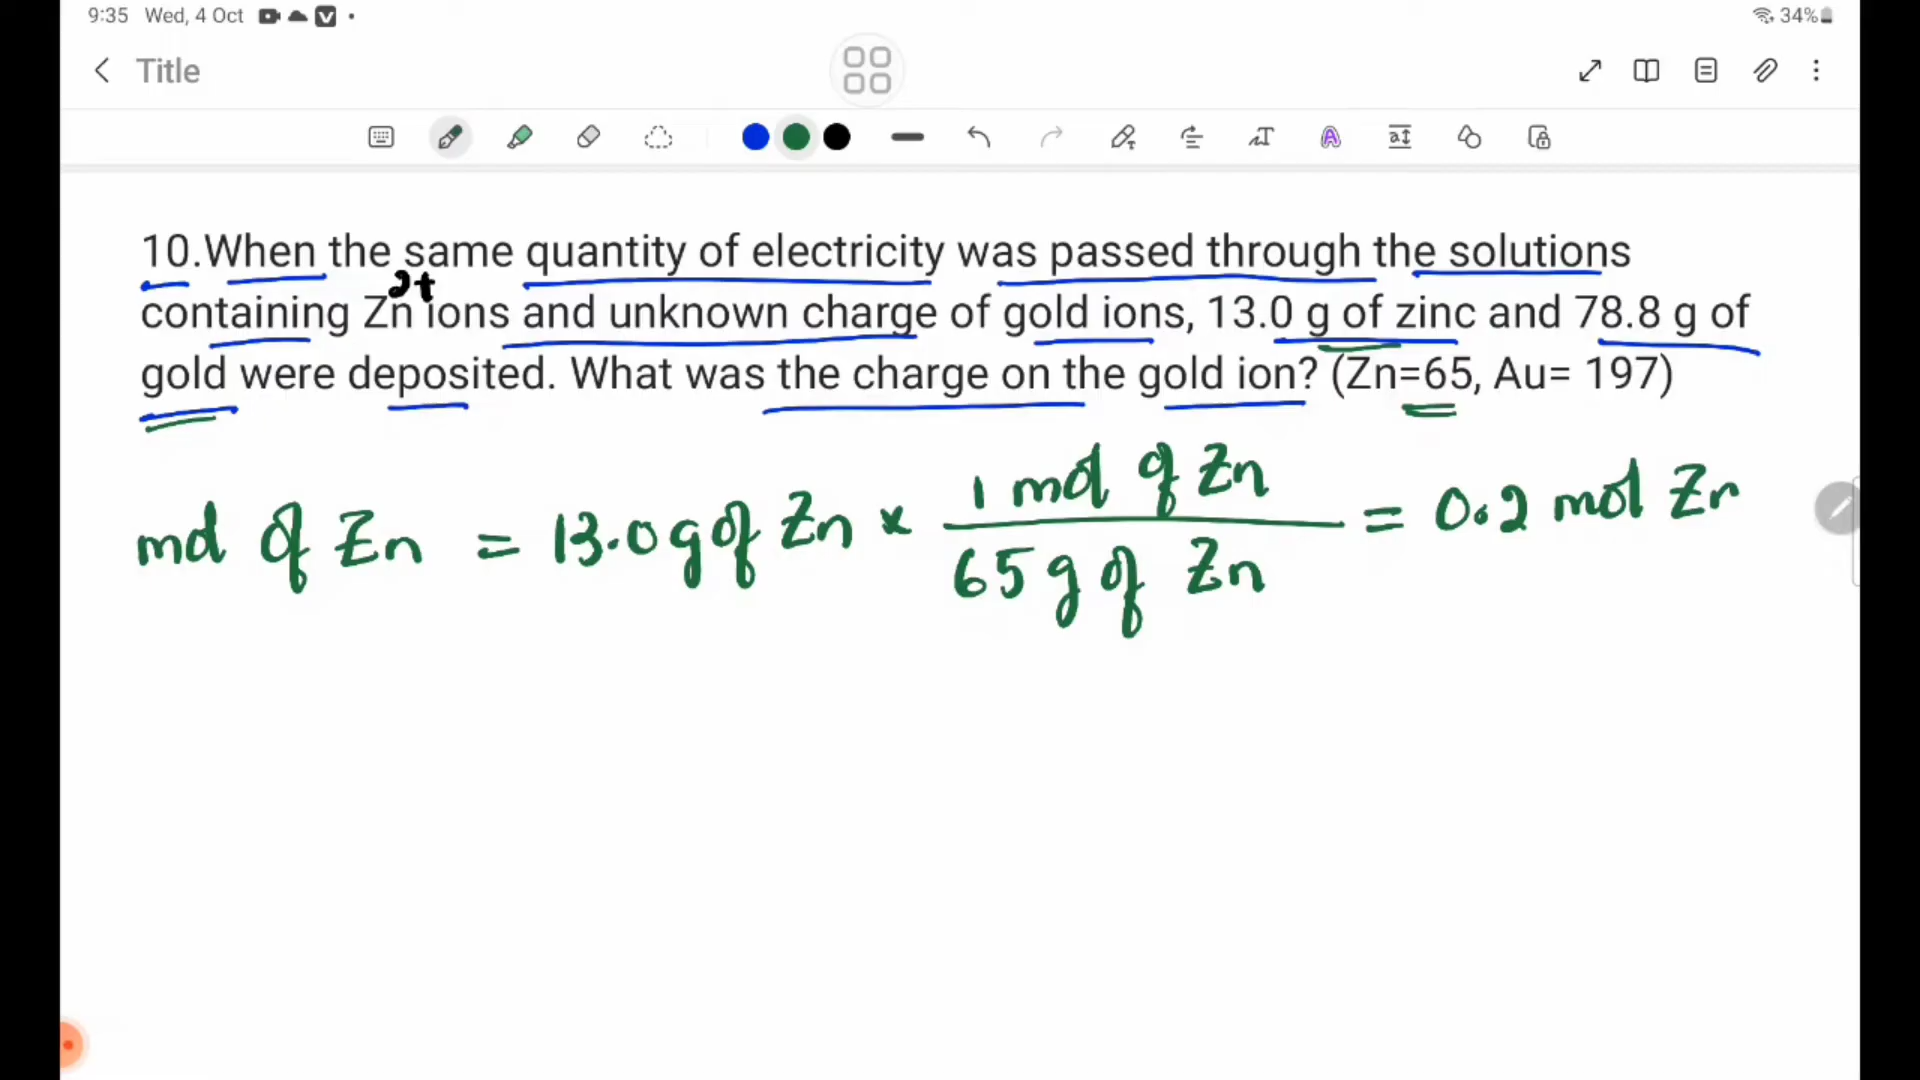 9:35 Wed, 4 Oct
34%
Title
10.When the same quantity of electricity was passed through the solutions
containing Zn2+ ions and unknown charge of gold ions, 13.0 g of zinc and 78.8 g of
gold were deposited. What was the charge on the gold ion? (Zn=65, Au= 197)
mol of Zn = 13.0g of Zn × 1 mol of Zn / 65 g of Zn = 0.2 mol Zn